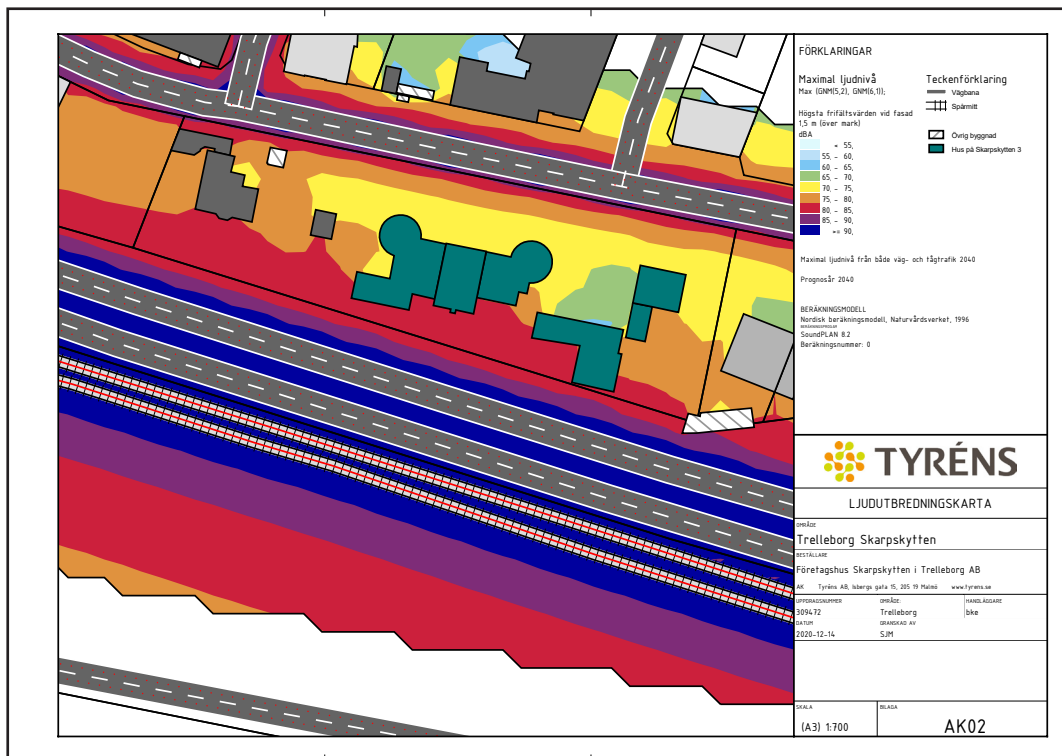 FÖRKLARINGAR
Maximal ljudnivå
Max (GNM(5,2), GNM(6,1));
Högsta frifältsvärden vid fasad
1,5 m (över mark)
dBA
< 55,
55, - 60,
60, - 65,
65, - 70,
70, - 75,
75, - 80,
80, - 85,
85, - 90,
>= 90,
Teckenförklaring
Vägbana
Spårmitt
Övrig byggnad
Hus på Skarpskytten 3
Maximal ljudnivå från både väg- och tågtrafik 2040
Prognosår 2040
BERÄKNINGSMODELL
Nordisk beräkningsmodell, Naturvårdsverket, 1996
BERÄKNINGSPROGRAM
SoundPLAN 8.2
Beräkningsnummer: 0
TYRÉNS
LJUDUTBREDNINGSKARTA
OMRÅDE
Trelleborg Skarpskytten
BESTÄLLARE
Företagshus Skarpskytten i Trelleborg AB
AK Tyréns AB, Isbergs gata 15, 205 19 Malmö www.tyrens.se
UPPDRAGSNUMMER OMRÅDE: HANDLÄGGARE
309472 Trelleborg bke
DATUM GRANSKAD AV
2020-12-14 SJM
SKALA BILAGA
(A3) 1:700 AK02